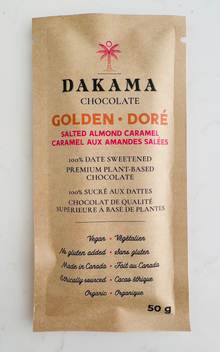 DAKAMA
CHOCOLATE
GOLDEN • DORÉ
SALTED ALMOND CARAMEL
CARAMEL AUX AMANDES SALÉES
100% DATE SWEETENED
PREMIUM PLANT-BASED
CHOCOLATE
100% SUCRÉ AUX DATTES
CHOCOLAT DE QUALITÉ
SUPÉRIEURE À BASE DE PLANTES
Vegan • Végétalien
No gluten added • Sans gluten
Made in Canada • Fait au Canada
Ethically sourced • Cacao éthique
Organic • Organique
50 g